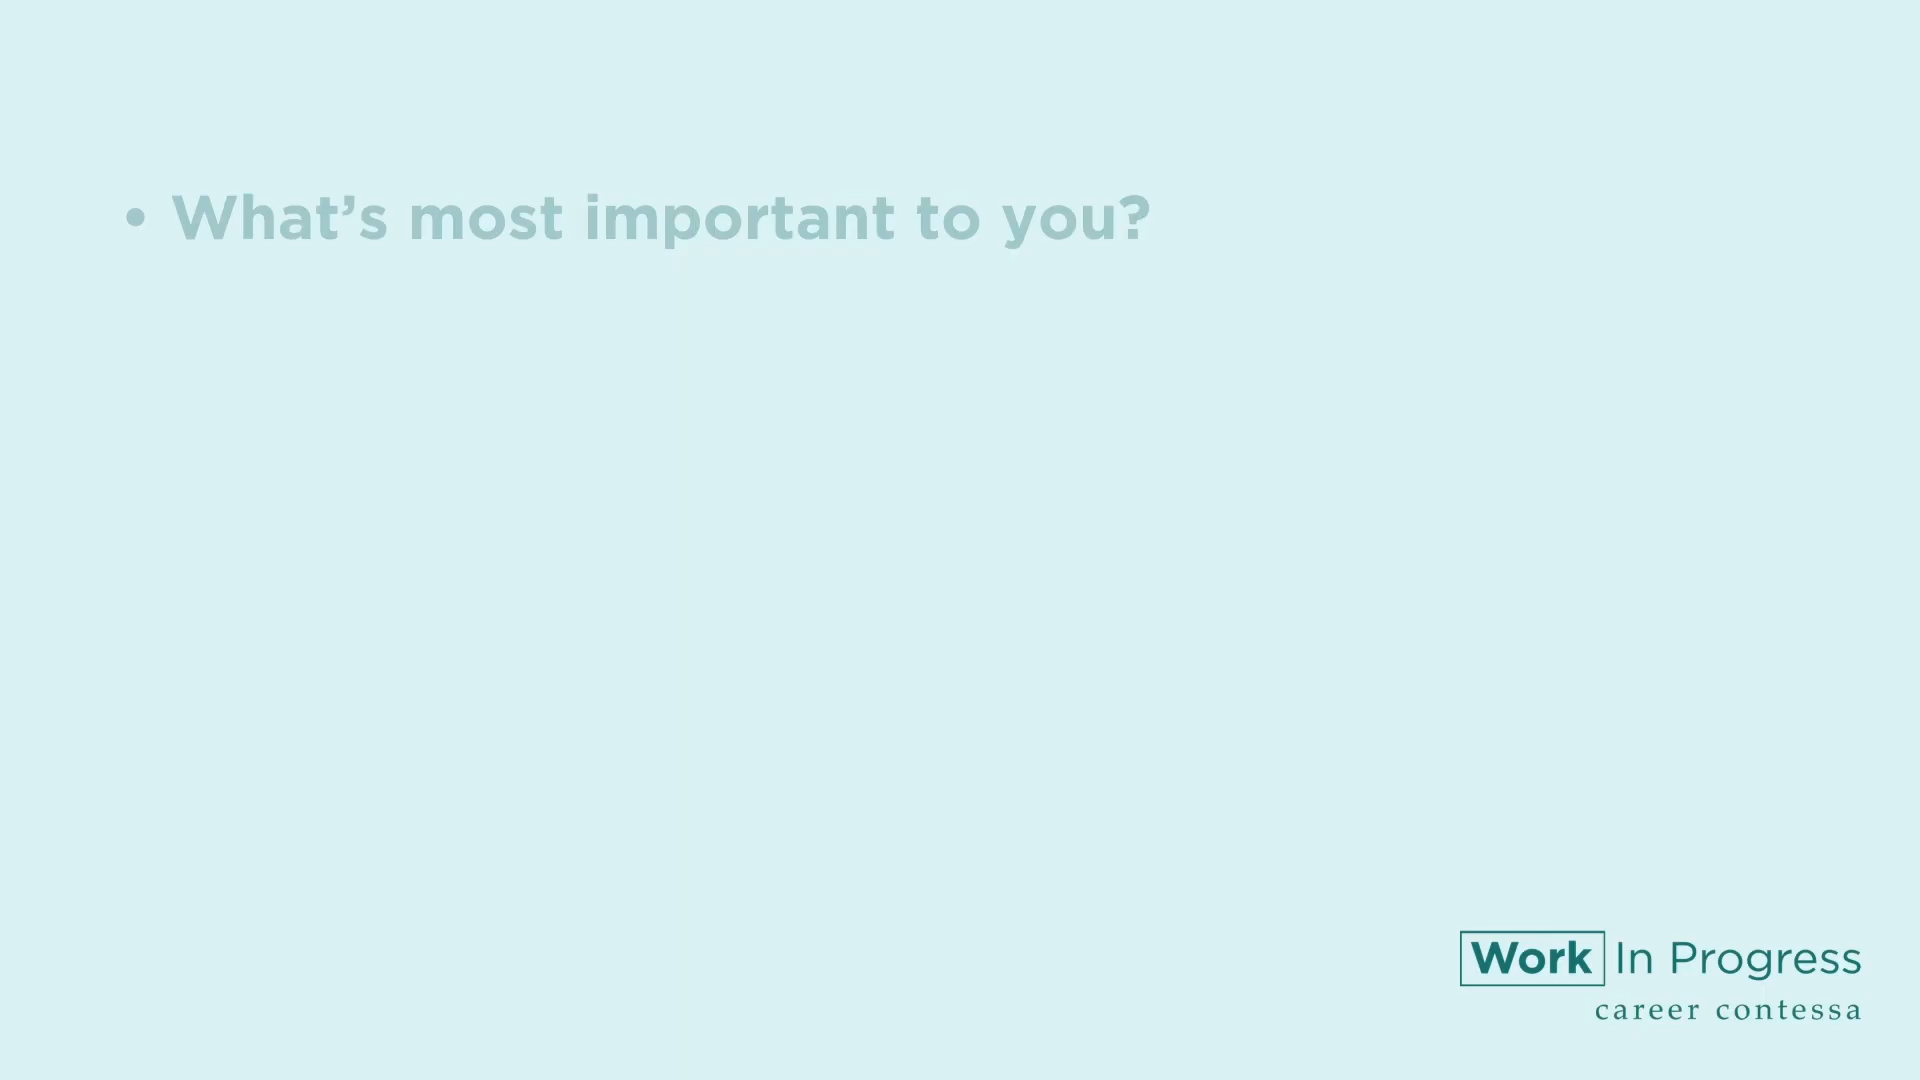 • What’s most important to you?
Work In Progress
career contessa